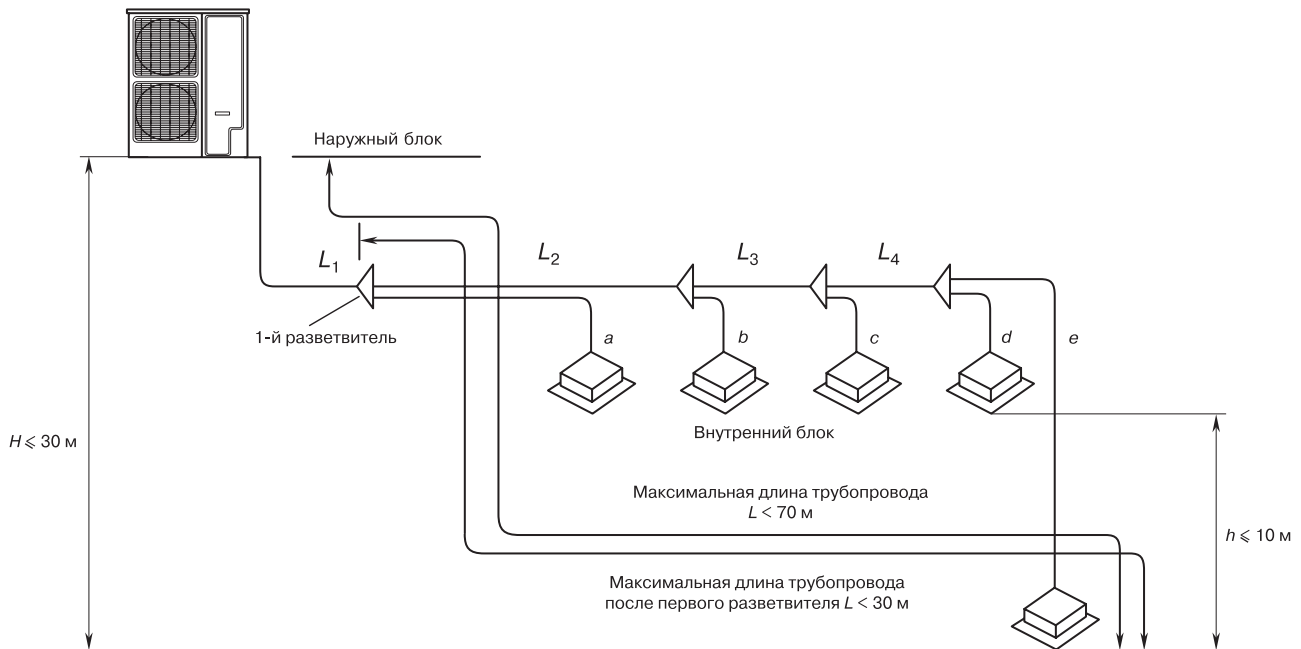 Наружный блок
L1
L2
L3
L4
1-й разветвитель
a
b
c
d
e
Внутренний блок
H ⩽ 30 м
Максимальная длина трубопровода
L < 70 м
h ⩽ 10 м
Максимальная длина трубопровода
после первого разветвителя L < 30 м